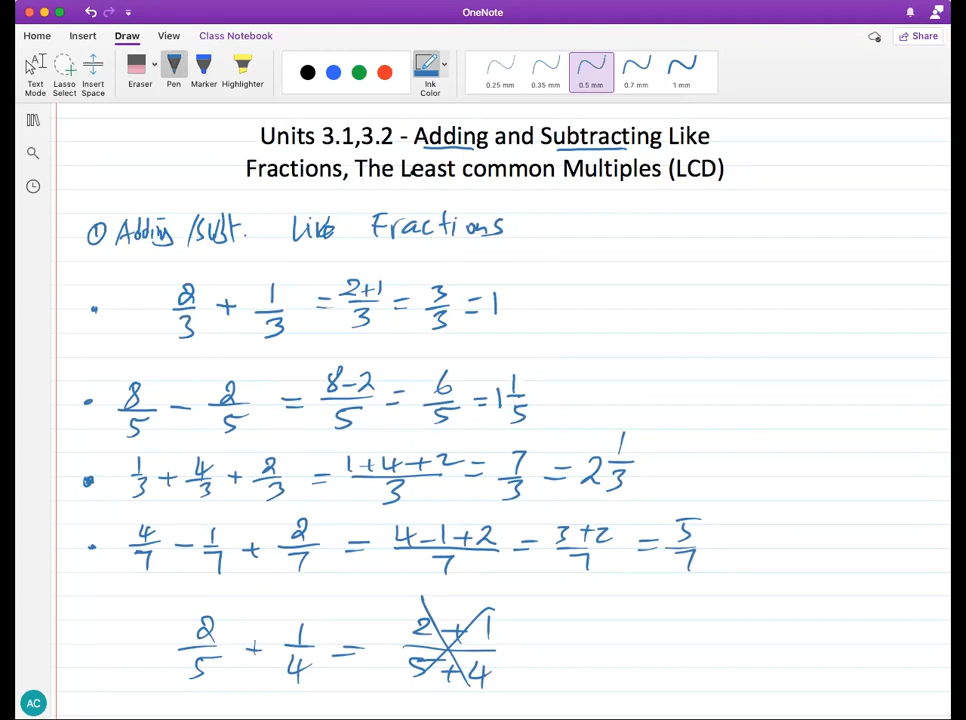 OneNote
Home Insert Draw View Class Notebook Share
Text Mode Lasso Select Insert Space Eraser Pen Marker Highlighter Ink Color 0.25 mm 0.35 mm 0.5 mm 0.7 mm 1 mm
Units 3.1,3.2 - Adding and Subtracting Like
Fractions, The Least common Multiples (LCD)
① Adding /Subt. Like Fractions
• 2/3 + 1/3 = 2+1/3 = 3/3 = 1
• 8/5 - 2/5 = 8-2/5 = 6/5 = 1 1/5
• 1/3 + 4/3 + 2/3 = 1+4+2/3 = 7/3 = 2 1/3
• 4/7 - 1/7 + 2/7 = 4-1+2/7 = 3+2/7 = 5/7
2/5 + 1/4 = 2+1/5+4
AC